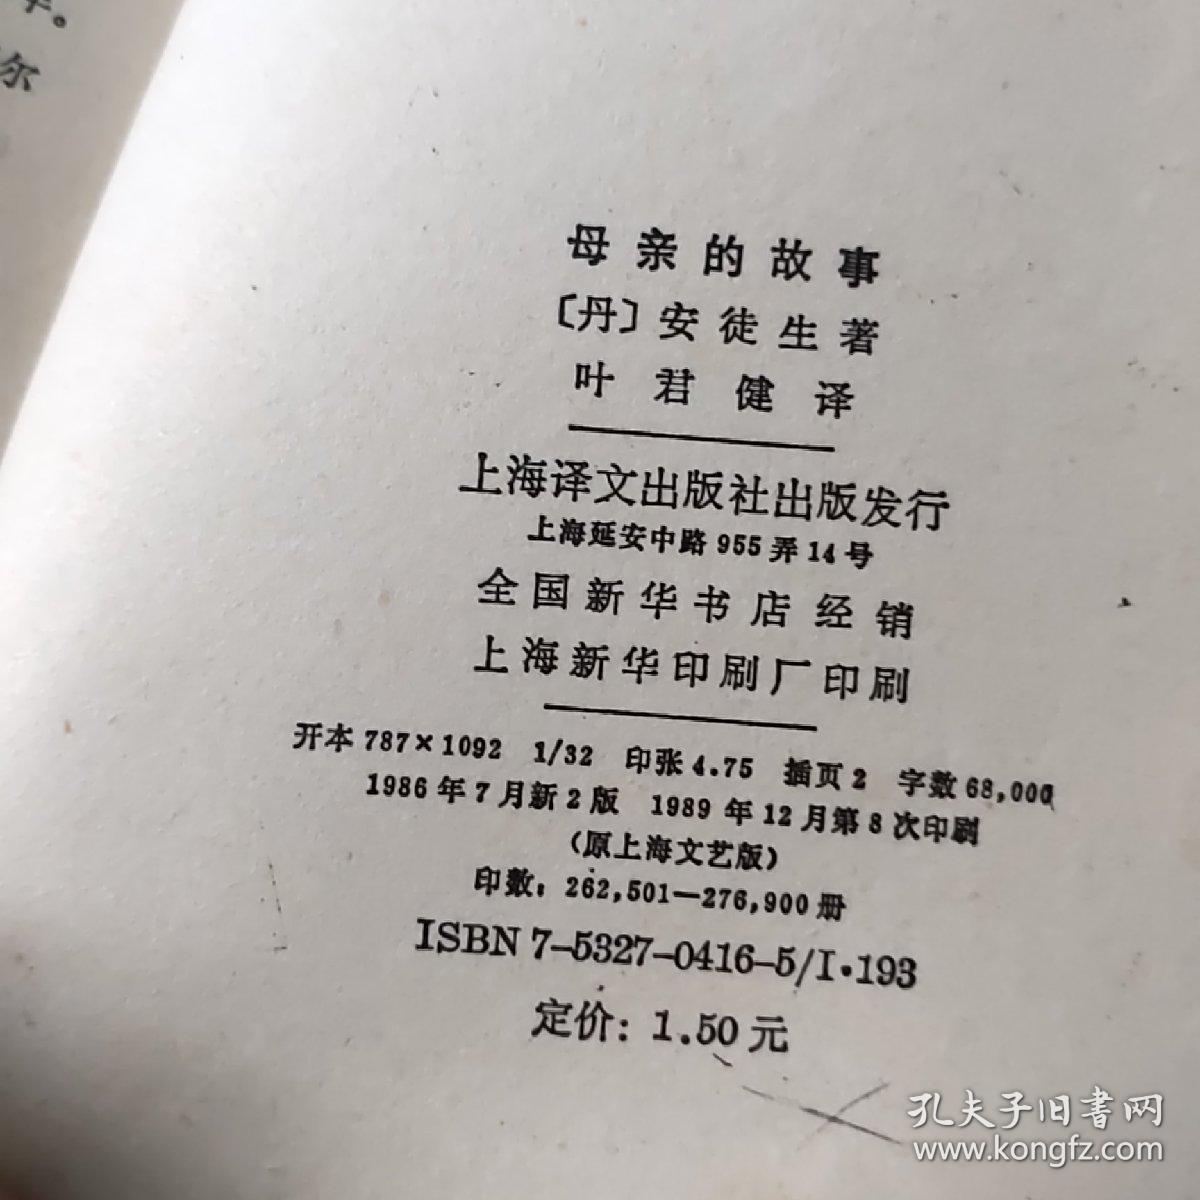 尔
母亲的故事
〔丹〕安徒生著
叶君健译
上海译文出版社出版发行
上海延安中路955弄14号
全国新华书店经销
上海新华印刷厂印刷
开本787×1092 1/32 印张4.75 插页2 字数68,000
1986年7月新2版 1989年12月第8次印刷
(原上海文艺版)
印数:262,501—276,900册
ISBN7-5327-0416-5/I·193
定价:1.50元
孔夫子旧书网
www.kongfz.com